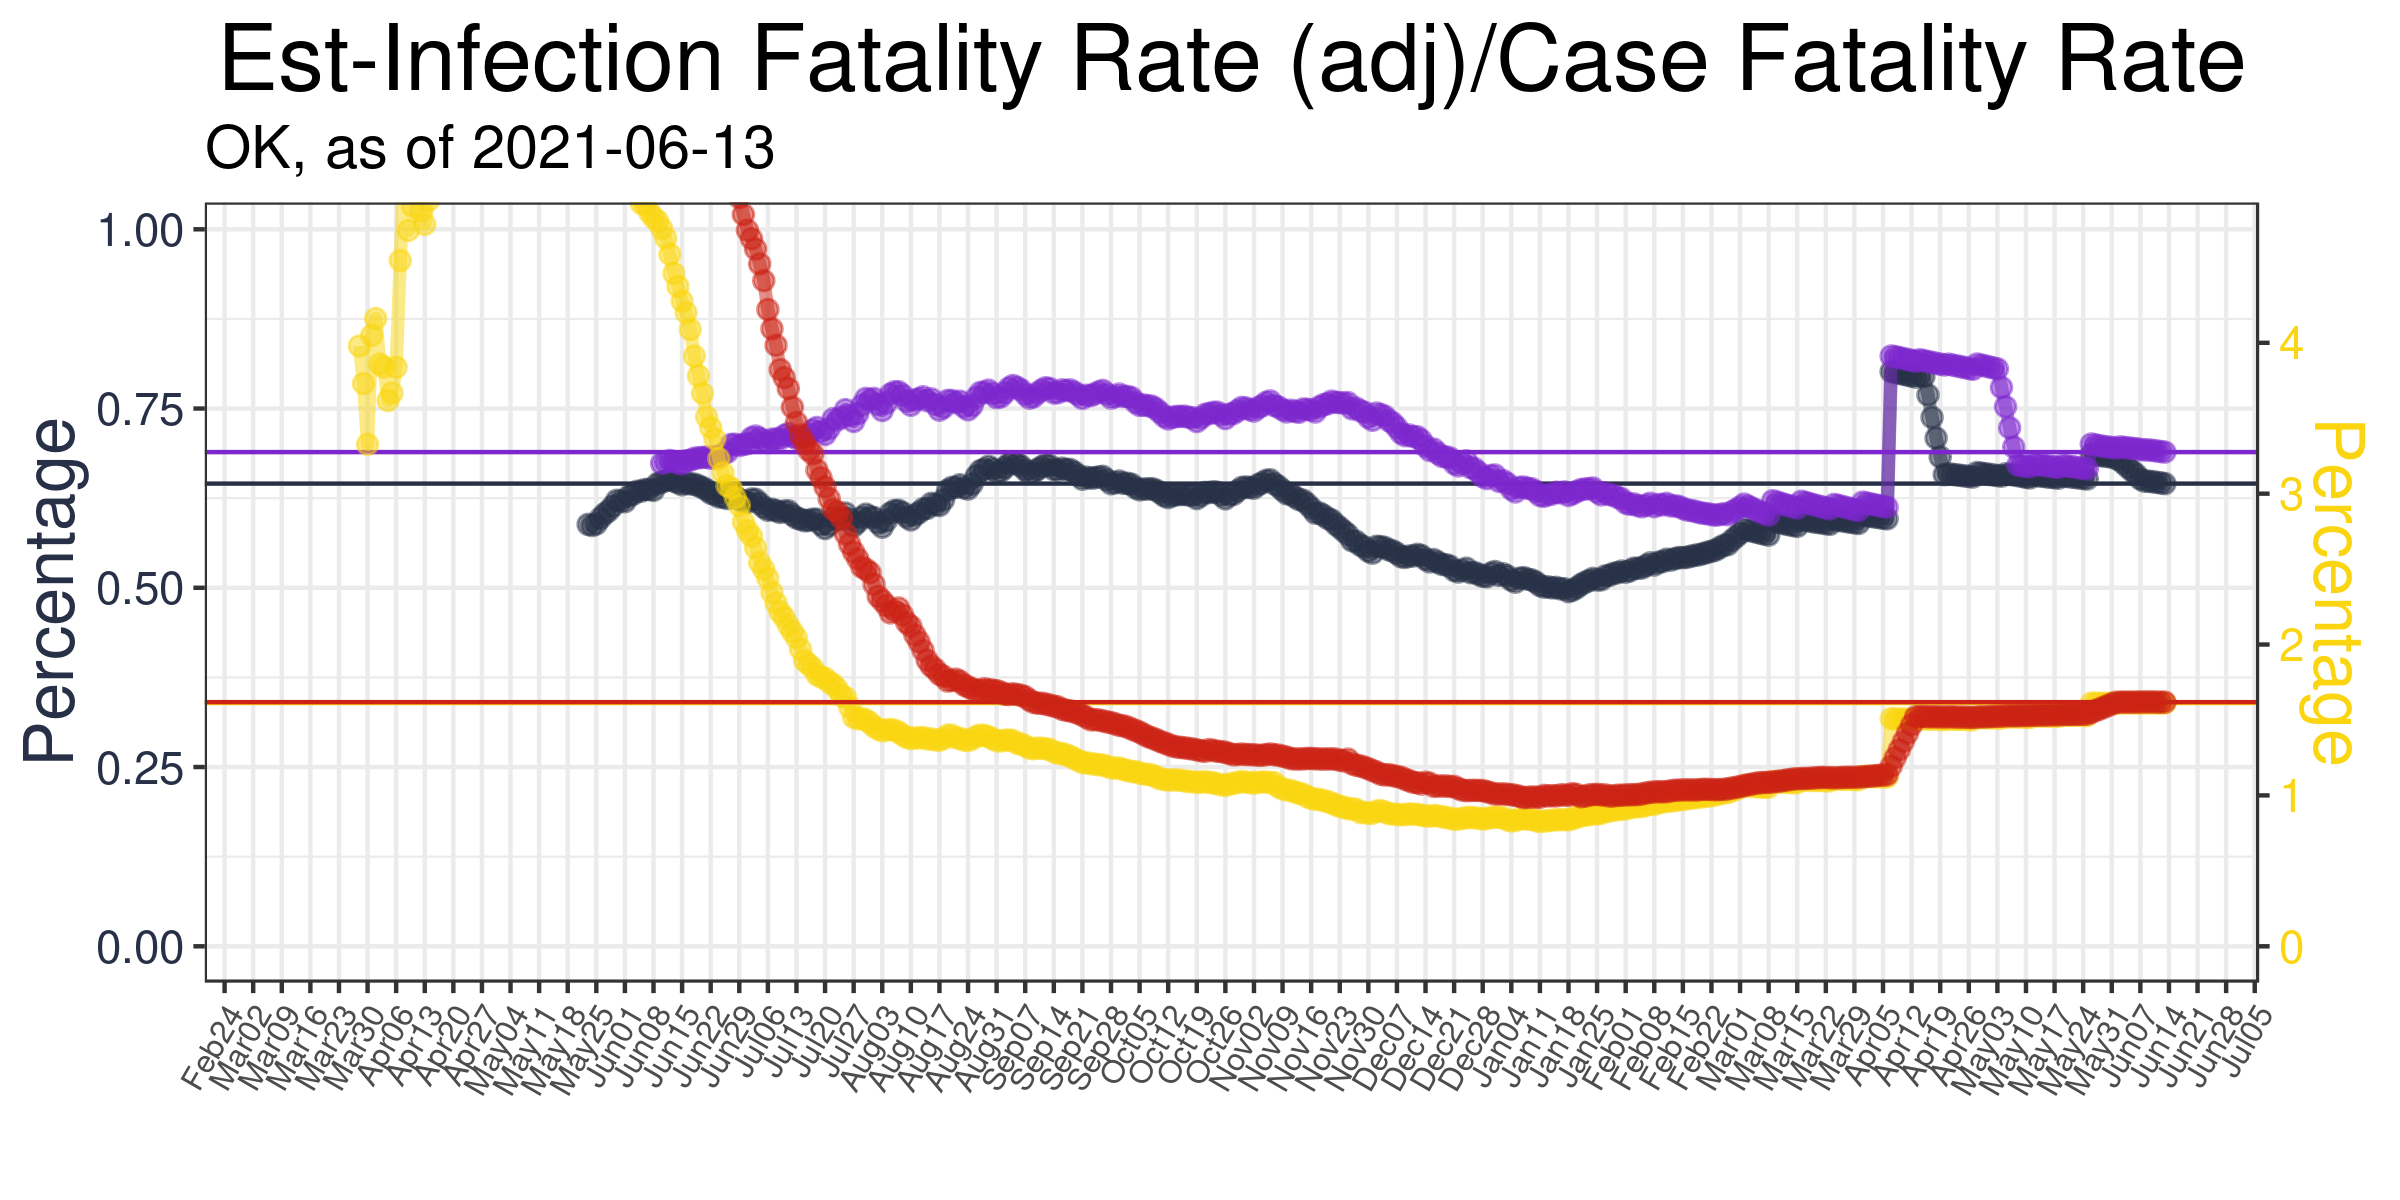 Est-Infection Fatality Rate (adj)/Case Fatality Rate
OK, as of 2021-06-13
Percentage
1.00
0.75
0.50
0.25
0.00
4
3
2
1
0
Percentage
Feb24
Mar02
Mar09
Mar16
Mar23
Mar30
Apr06
Apr13
Apr20
Apr27
May04
May11
May18
May25
Jun01
Jun08
Jun15
Jun22
Jun29
Jul06
Jul13
Jul20
Jul27
Aug03
Aug10
Aug17
Aug24
Aug31
Sep07
Sep14
Sep21
Sep28
Oct05
Oct12
Oct19
Oct26
Nov02
Nov09
Nov16
Nov23
Nov30
Dec07
Dec14
Dec21
Dec28
Jan04
Jan11
Jan18
Jan25
Feb01
Feb08
Feb15
Feb22
Mar01
Mar08
Mar15
Mar22
Mar29
Apr05
Apr12
Apr19
Apr26
May03
May10
May17
May24
May31
Jun07
Jun14
Jun21
Jun28
Jul05